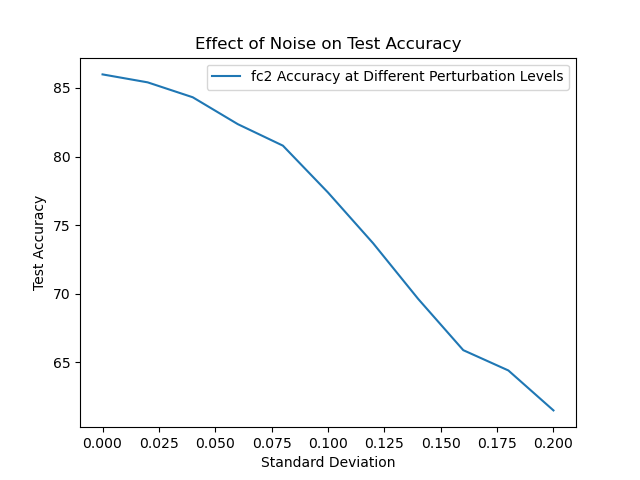 Effect of Noise on Test Accuracy
fc2 Accuracy at Different Perturbation Levels
85
80
75
70
65
Test Accuracy
0.000 0.025 0.050 0.075 0.100 0.125 0.150 0.175 0.200
Standard Deviation